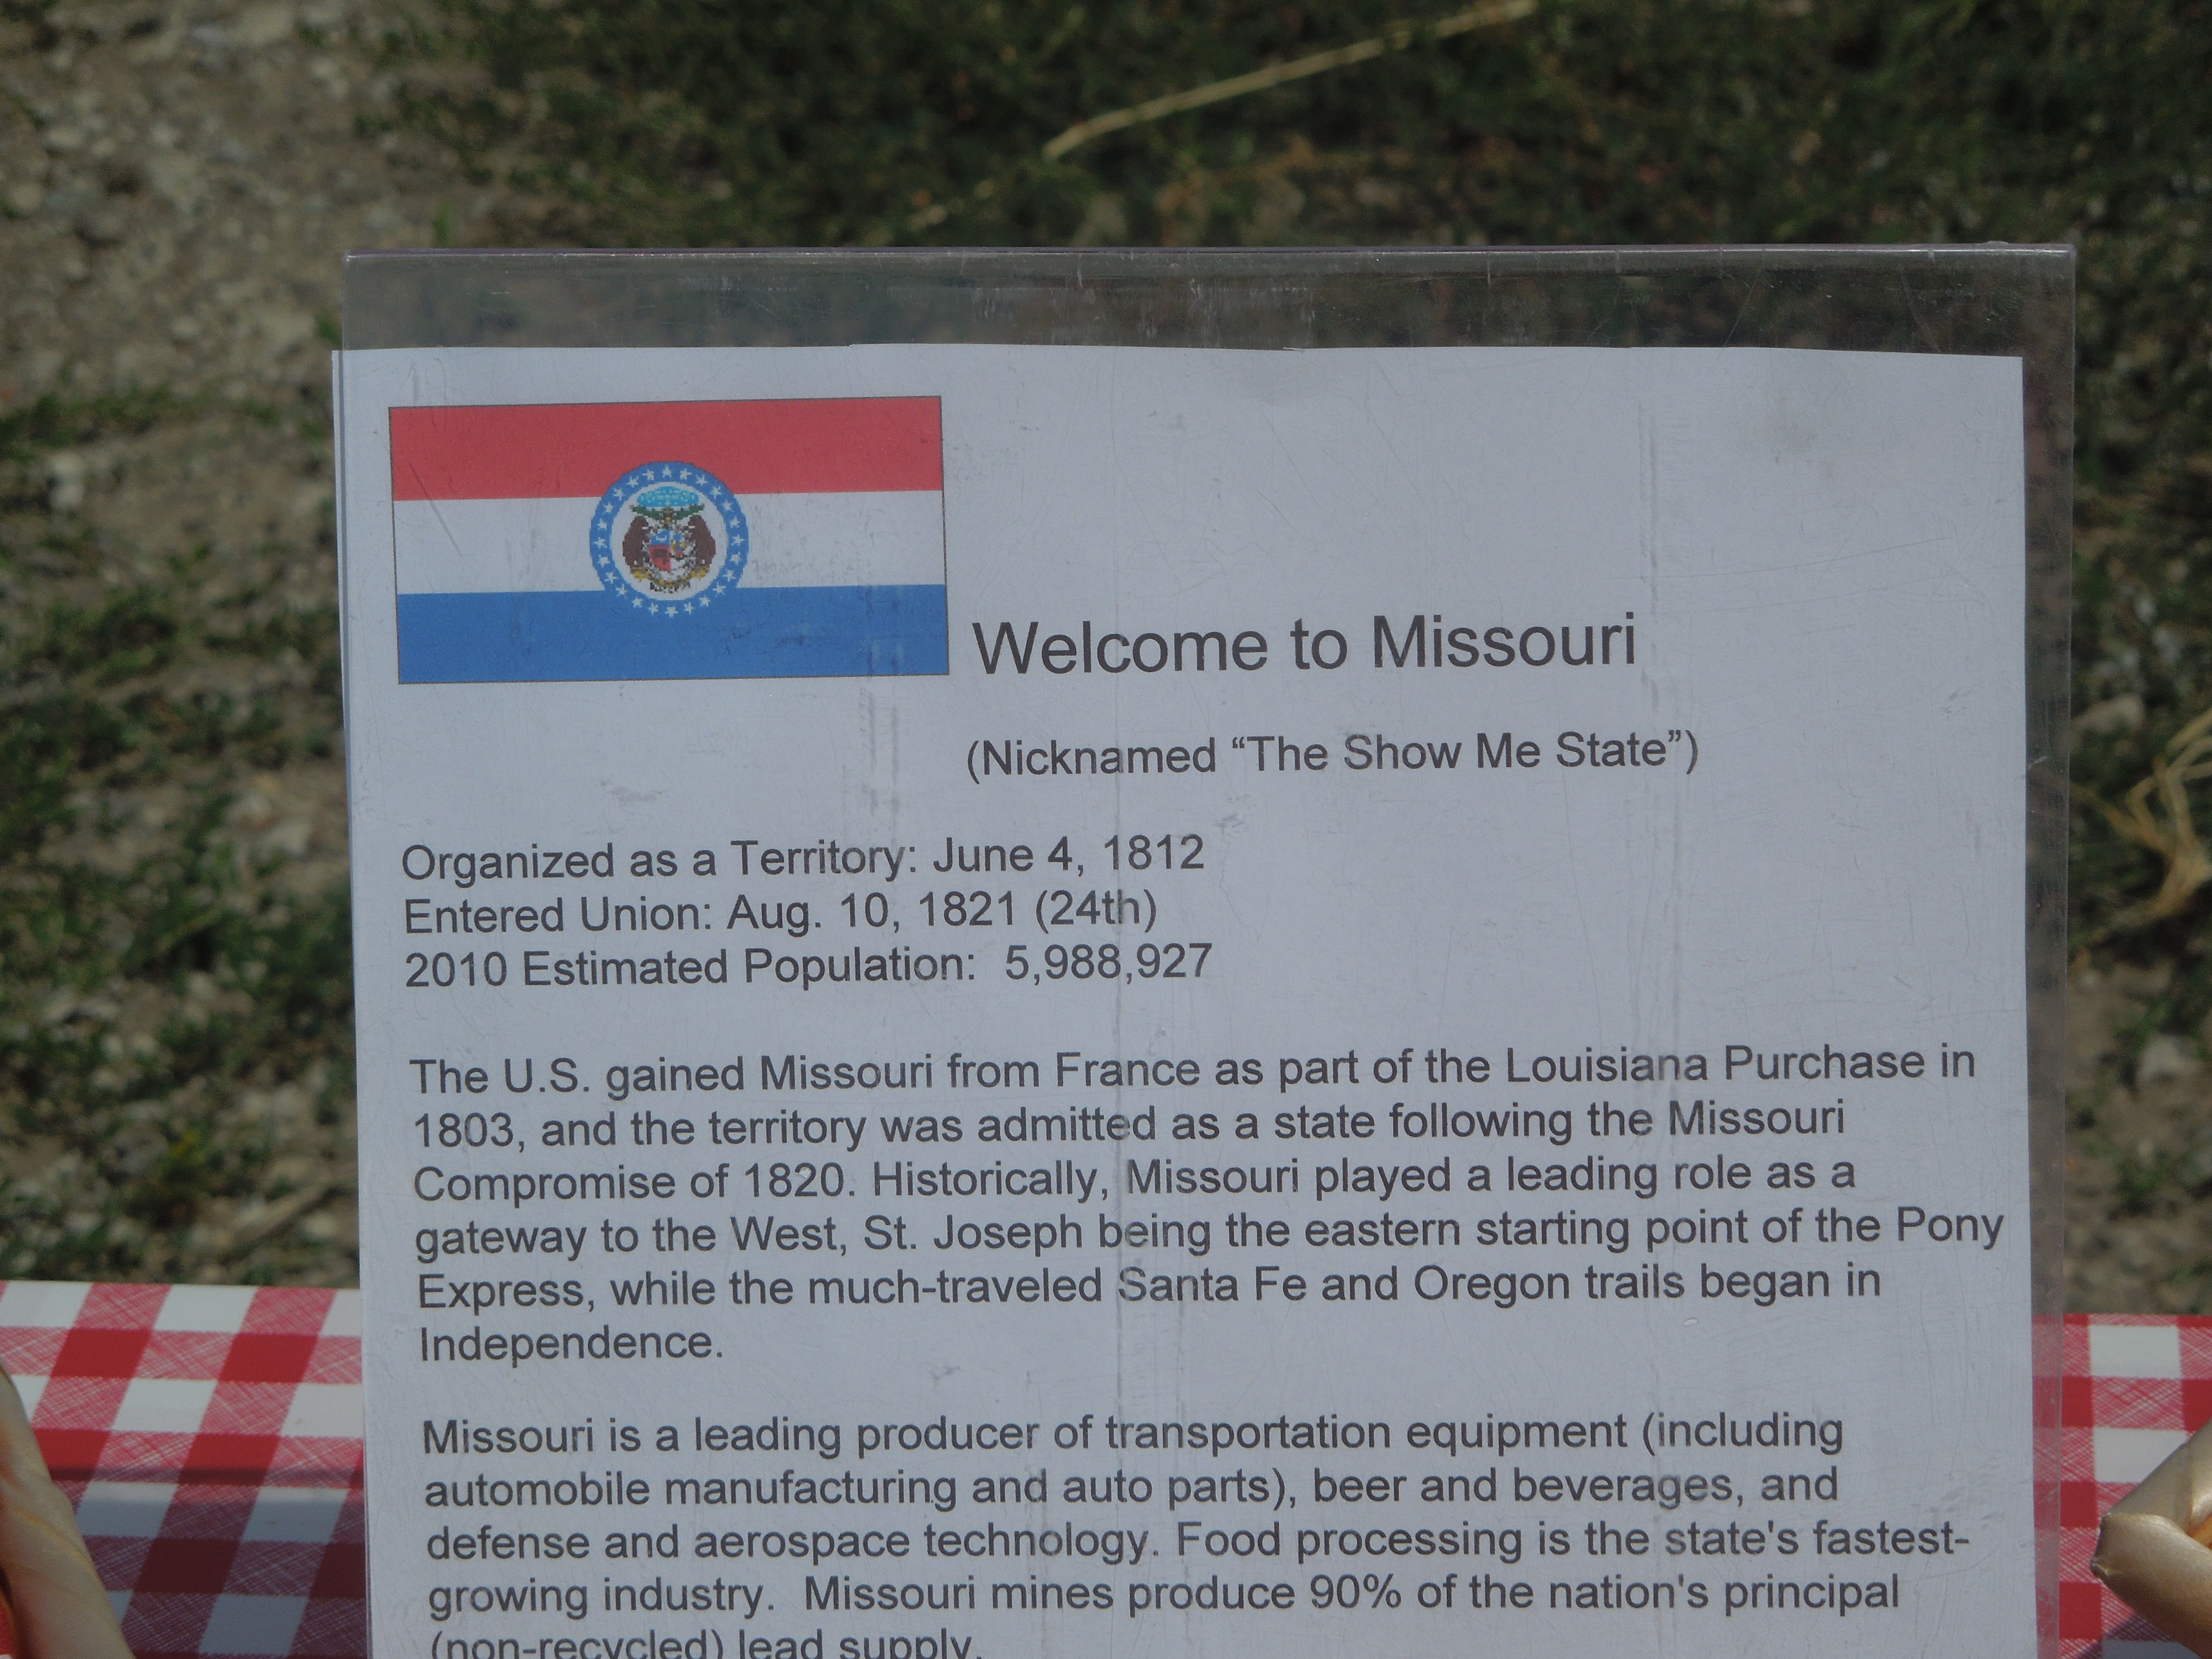 Welcome to Missouri
(Nicknamed “The Show Me State”)
Organized as a Territory: June 4, 1812
Entered Union: Aug. 10, 1821 (24th)
2010 Estimated Population:  5,988,927
The U.S. gained Missouri from France as part of the Louisiana Purchase in
1803, and the territory was admitted as a state following the Missouri
Compromise of 1820. Historically, Missouri played a leading role as a
gateway to the West, St. Joseph being the eastern starting point of the Pony
Express, while the much-traveled Santa Fe and Oregon trails began in
Independence.
Missouri is a leading producer of transportation equipment (including
automobile manufacturing and auto parts), beer and beverages, and
defense and aerospace technology. Food processing is the state's fastest-
growing industry.  Missouri mines produce 90% of the nation's principal
(non-recycled) lead supply.